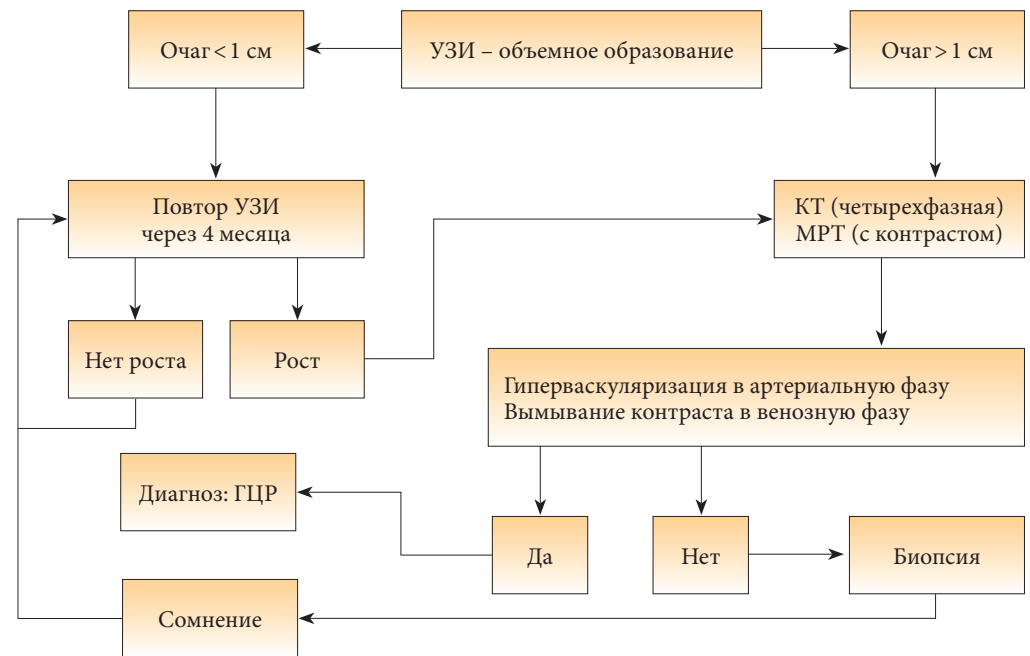 Очаг < 1 см
УЗИ – объемное образование
Очаг > 1 см
Повтор УЗИ
через 4 месяца
КТ (четырехфазная)
МРТ (с контрастом)
Нет роста
Рост
Гиперваскуляризация в артериальную фазу
Вымывание контраста в венозную фазу
Диагноз: ГЦР
Да
Нет
Биопсия
Сомнение